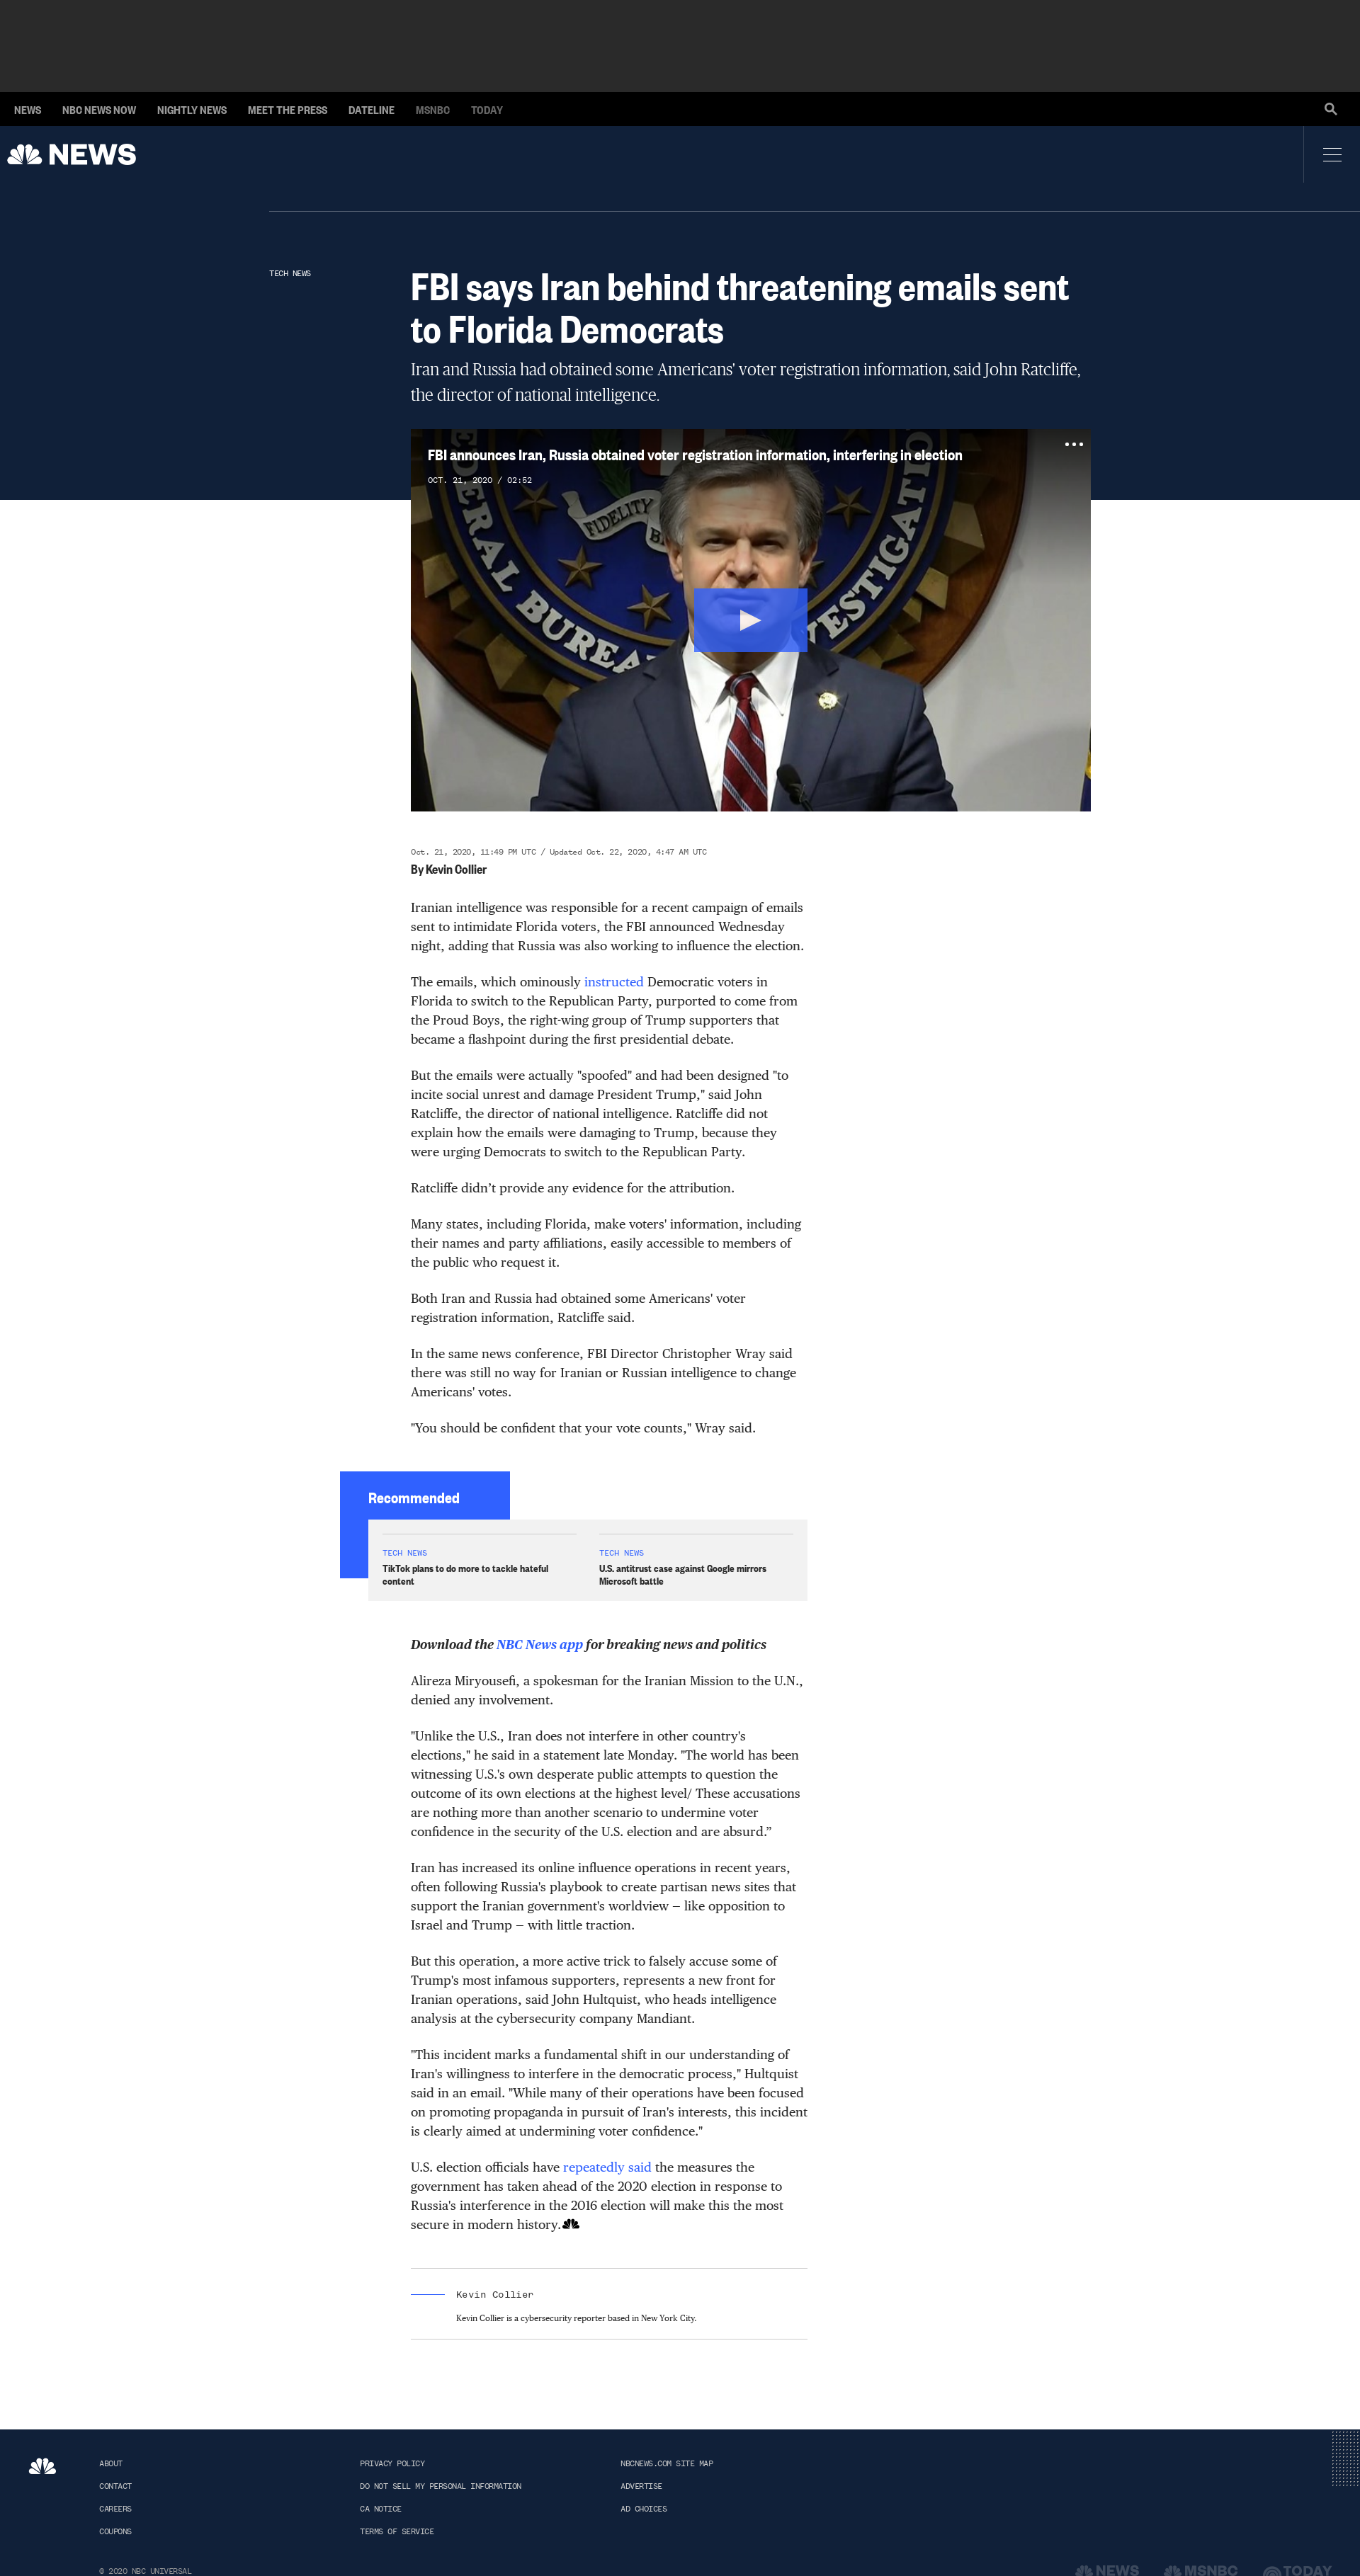 NEWS NBC NEWS NOW NIGHTLY NEWS MEET THE PRESS DATELINE MSNBC TODAY
NEWS
TECH NEWS
FBI says Iran behind threatening emails sent
to Florida Democrats
Iran and Russia had obtained some Americans' voter registration information, said John Ratcliffe,
the director of national intelligence.
FBI announces Iran, Russia obtained voter registration information, interfering in election
OCT. 21, 2020 / 02:52
FIDELITY
BUREAU
INVESTIGATIO
Oct. 21, 2020, 11:49 PM UTC / Updated Oct. 22, 2020, 4:47 AM UTC
By Kevin Collier
Iranian intelligence was responsible for a recent campaign of emails
sent to intimidate Florida voters, the FBI announced Wednesday
night, adding that Russia was also working to influence the election.
The emails, which ominously instructed Democratic voters in
Florida to switch to the Republican Party, purported to come from
the Proud Boys, the right-wing group of Trump supporters that
became a flashpoint during the first presidential debate.
But the emails were actually "spoofed" and had been designed "to
incite social unrest and damage President Trump," said John
Ratcliffe, the director of national intelligence. Ratcliffe did not
explain how the emails were damaging to Trump, because they
were urging Democrats to switch to the Republican Party.
Ratcliffe didn’t provide any evidence for the attribution.
Many states, including Florida, make voters' information, including
their names and party affiliations, easily accessible to members of
the public who request it.
Both Iran and Russia had obtained some Americans' voter
registration information, Ratcliffe said.
In the same news conference, FBI Director Christopher Wray said
there was still no way for Iranian or Russian intelligence to change
Americans' votes.
"You should be confident that your vote counts," Wray said.
Recommended
TECH NEWS
TikTok plans to do more to tackle hateful
content
TECH NEWS
U.S. antitrust case against Google mirrors
Microsoft battle
Download the NBC News app for breaking news and politics
Alireza Miryousefi, a spokesman for the Iranian Mission to the U.N.,
denied any involvement.
"Unlike the U.S., Iran does not interfere in other country's
elections," he said in a statement late Monday. "The world has been
witnessing U.S.'s own desperate public attempts to question the
outcome of its own elections at the highest level/ These accusations
are nothing more than another scenario to undermine voter
confidence in the security of the U.S. election and are absurd.”
Iran has increased its online influence operations in recent years,
often following Russia's playbook to create partisan news sites that
support the Iranian government's worldview — like opposition to
Israel and Trump — with little traction.
But this operation, a more active trick to falsely accuse some of
Trump's most infamous supporters, represents a new front for
Iranian operations, said John Hultquist, who heads intelligence
analysis at the cybersecurity company Mandiant.
"This incident marks a fundamental shift in our understanding of
Iran's willingness to interfere in the democratic process," Hultquist
said in an email. "While many of their operations have been focused
on promoting propaganda in pursuit of Iran's interests, this incident
is clearly aimed at undermining voter confidence."
U.S. election officials have repeatedly said the measures the
government has taken ahead of the 2020 election in response to
Russia's interference in the 2016 election will make this the most
secure in modern history.
Kevin Collier
Kevin Collier is a cybersecurity reporter based in New York City.
ABOUT
CONTACT
CAREERS
COUPONS
PRIVACY POLICY
DO NOT SELL MY PERSONAL INFORMATION
CA NOTICE
TERMS OF SERVICE
NBCNEWS.COM SITE MAP
ADVERTISE
AD CHOICES
© 2020 NBC UNIVERSAL
NEWS MSNBC TODAY